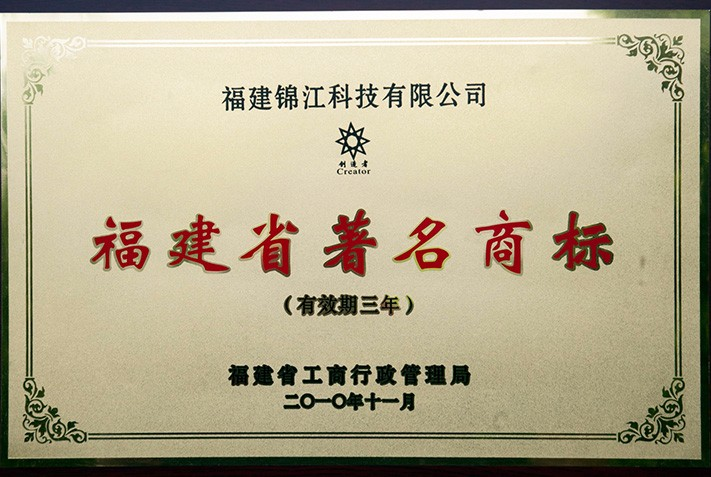 福建锦江科技有限公司
创造者
Creator
福建省著名商标
（有效期三年）
福建省工商行政管理局
二〇一〇年十一月